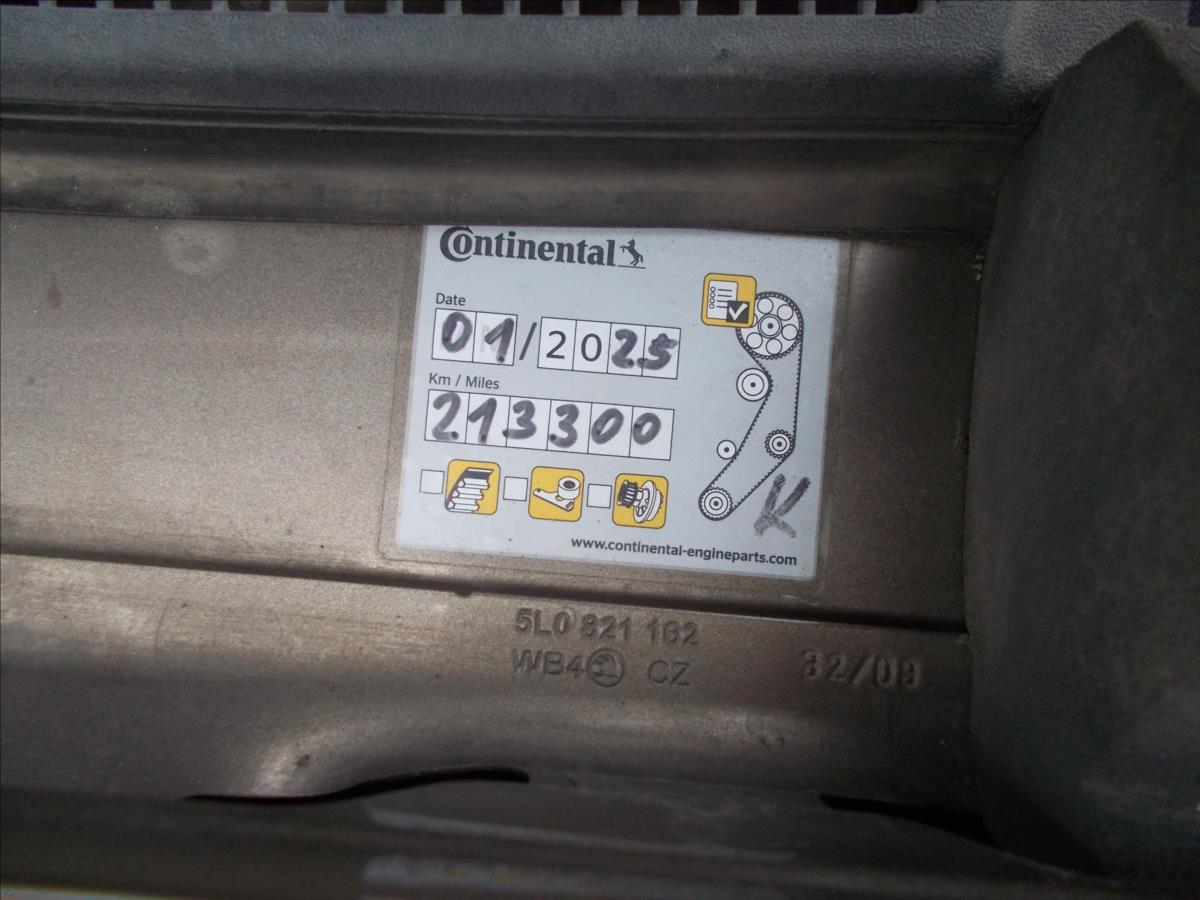 Continental
Date
01/2025
Km / Miles
213300
K
www.continental-engineparts.com
5L0 821 162
WB4 CZ
32/08